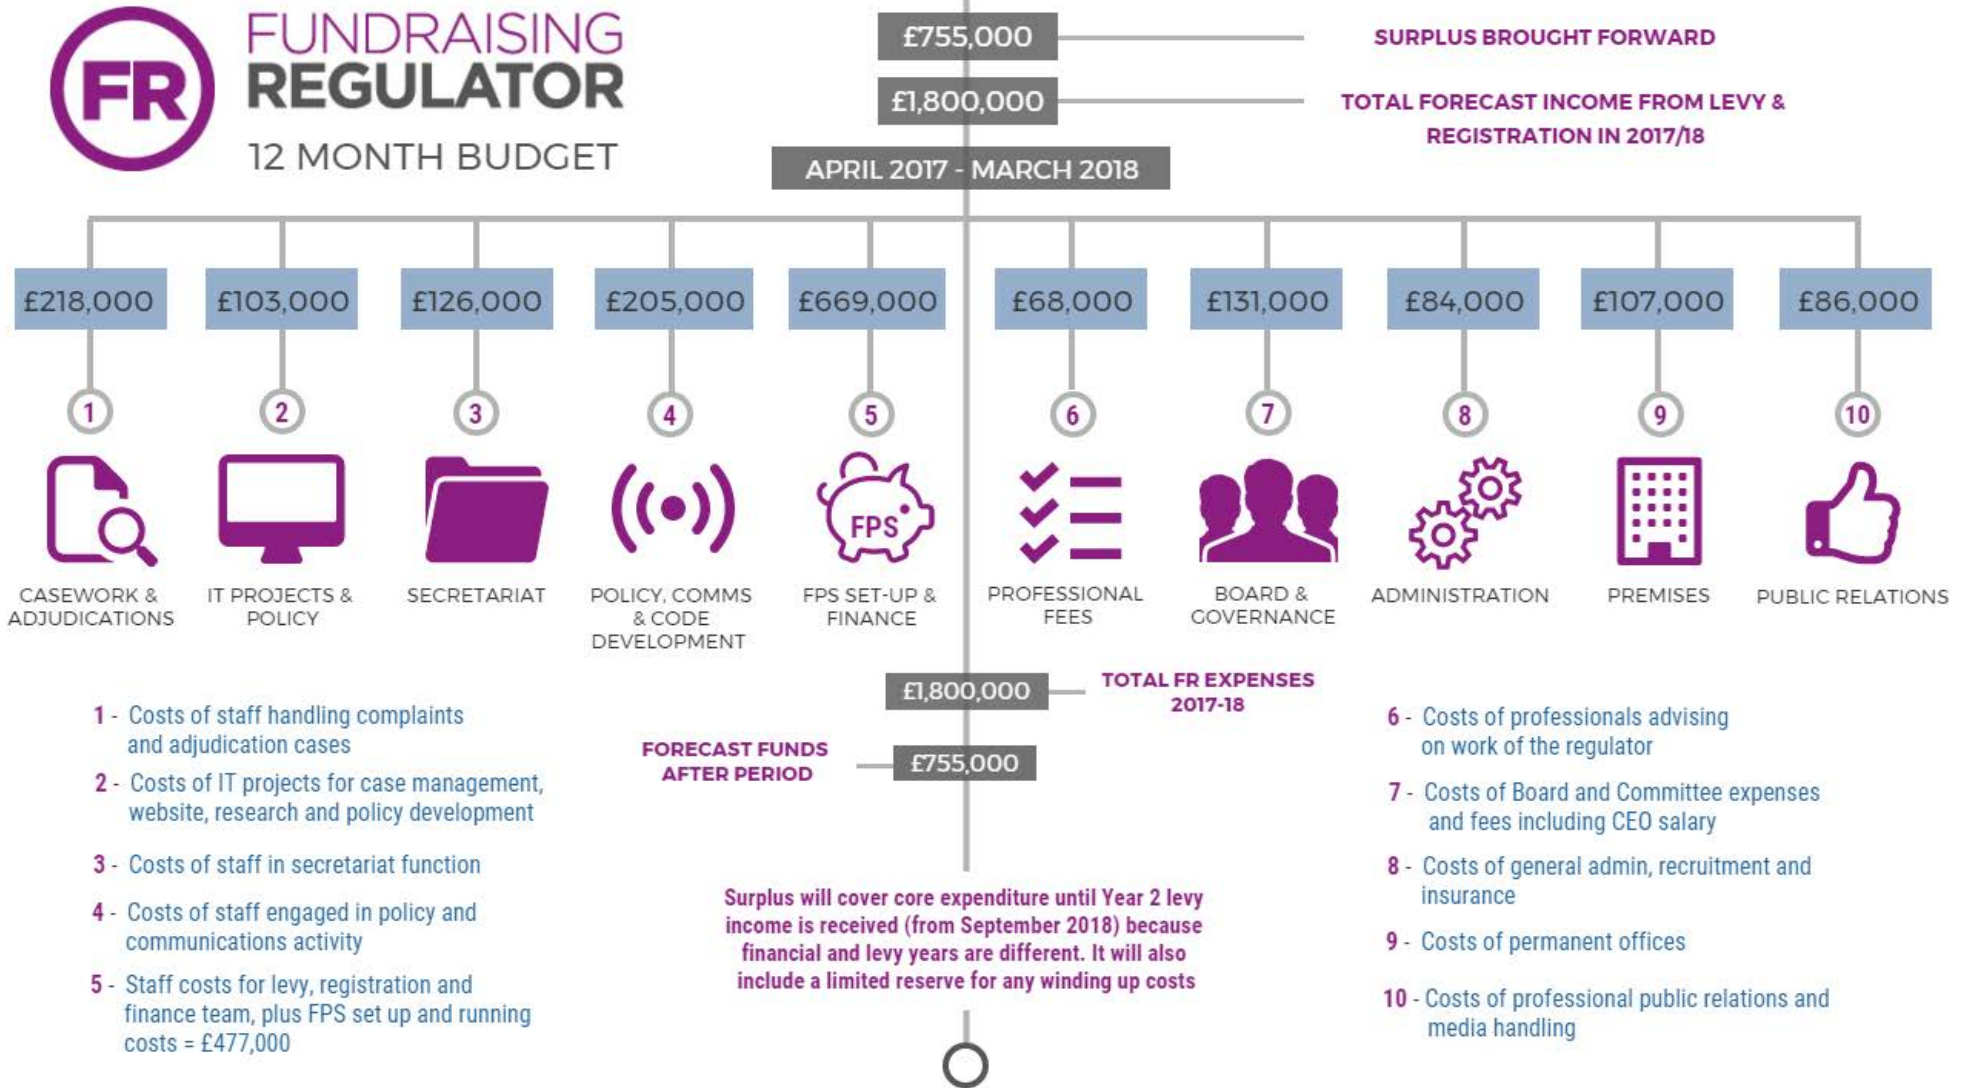 FR
FUNDRAISING
REGULATOR
12 MONTH BUDGET
£755,000
SURPLUS BROUGHT FORWARD
£1,800,000
TOTAL FORECAST INCOME FROM LEVY &
REGISTRATION IN 2017/18
APRIL 2017 - MARCH 2018
£218,000
£103,000
£126,000
£205,000
£669,000
£68,000
£131,000
£84,000
£107,000
£86,000
1
2
3
4
5
6
7
8
9
10
FPS
CASEWORK &
ADJUDICATIONS
IT PROJECTS &
POLICY
SECRETARIAT
POLICY, COMMS
& CODE
DEVELOPMENT
FPS SET-UP &
FINANCE
PROFESSIONAL
FEES
BOARD &
GOVERNANCE
ADMINISTRATION
PREMISES
PUBLIC RELATIONS
£1,800,000
TOTAL FR EXPENSES
2017-18
FORECAST FUNDS
AFTER PERIOD
£755,000
1 - Costs of staff handling complaints
and adjudication cases
2 - Costs of IT projects for case management,
website, research and policy development
3 - Costs of staff in secretariat function
4 - Costs of staff engaged in policy and
communications activity
5 - Staff costs for levy, registration and
finance team, plus FPS set up and running
costs = £477,000
Surplus will cover core expenditure until Year 2 levy
income is received (from September 2018) because
financial and levy years are different. It will also
include a limited reserve for any winding up costs
6 - Costs of professionals advising
on work of the regulator
7 - Costs of Board and Committee expenses
and fees including CEO salary
8 - Costs of general admin, recruitment and
insurance
9 - Costs of permanent offices
10 - Costs of professional public relations and
media handling